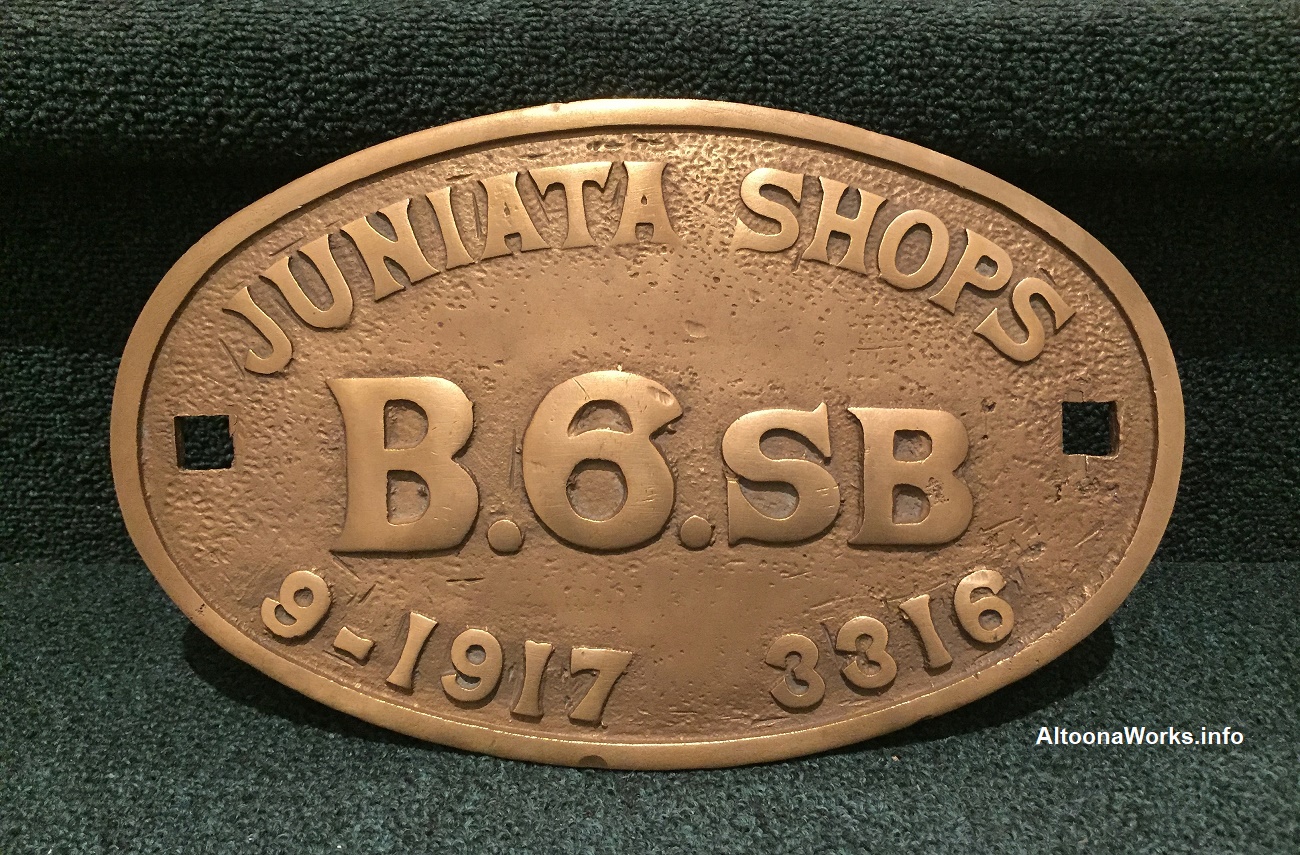 JUNIATA SHOPS
B.6.SB
9-1917 3316
AltoonaWorks.info